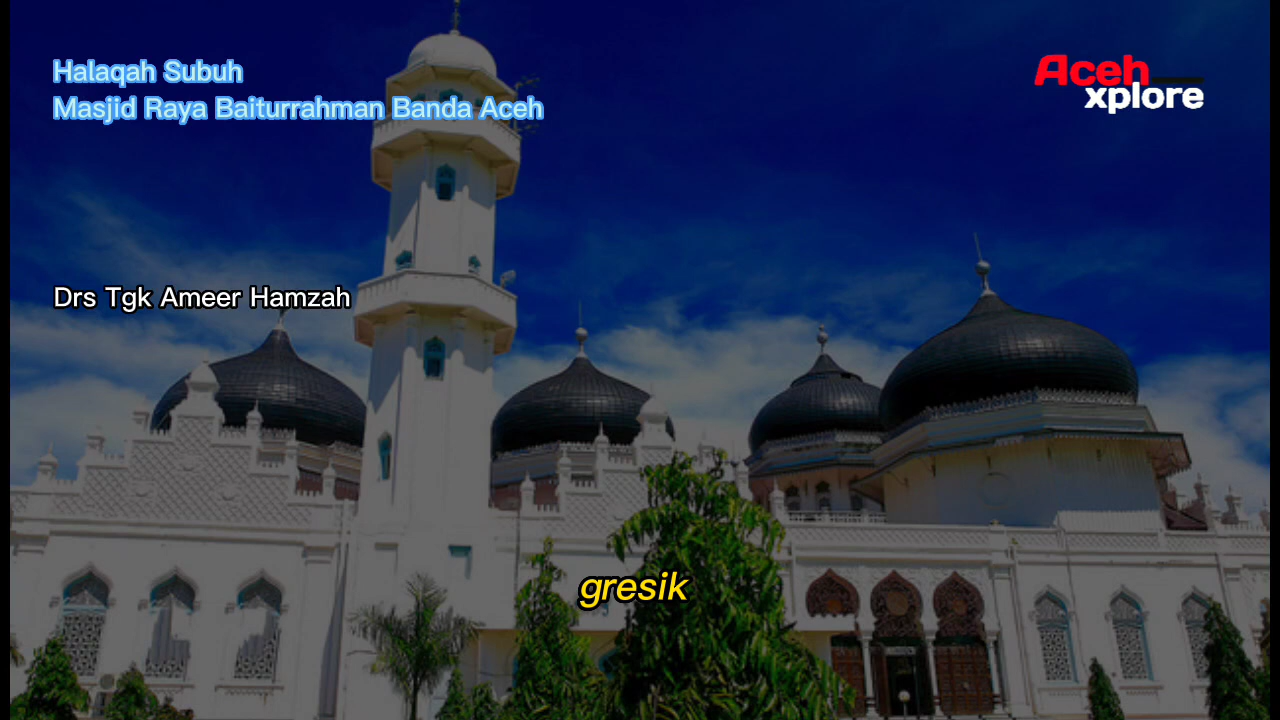 Halaqah Subuh
Masjid Raya Baiturrahman Banda Aceh
Aceh
xplore
Drs Tgk Ameer Hamzah
gresik